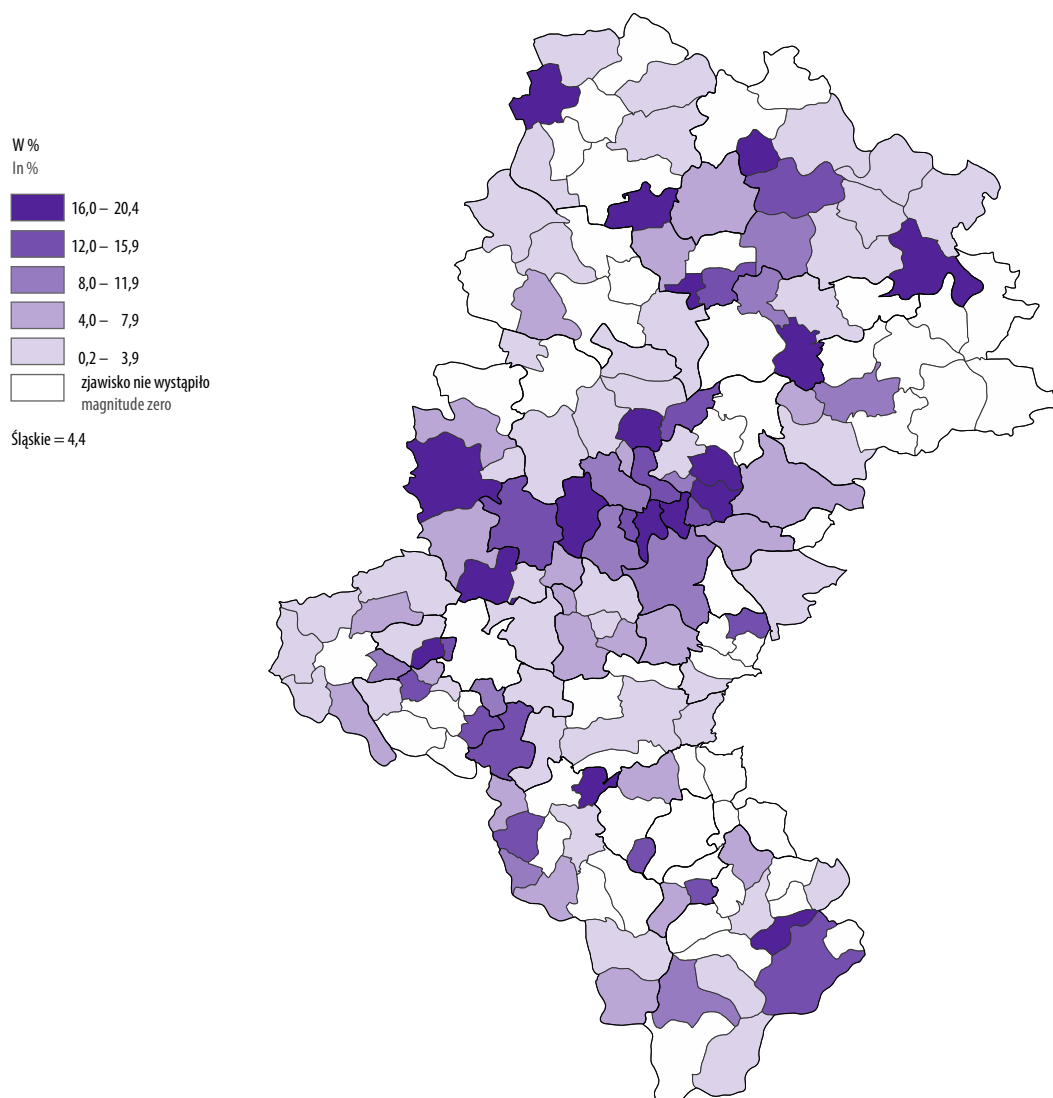 W %
In %
16,0 – 20,4
12,0 – 15,9
8,0 – 11,9
4,0 – 7,9
0,2 – 3,9
zjawisko nie wystąpiło
magnitude zero
Śląskie = 4,4